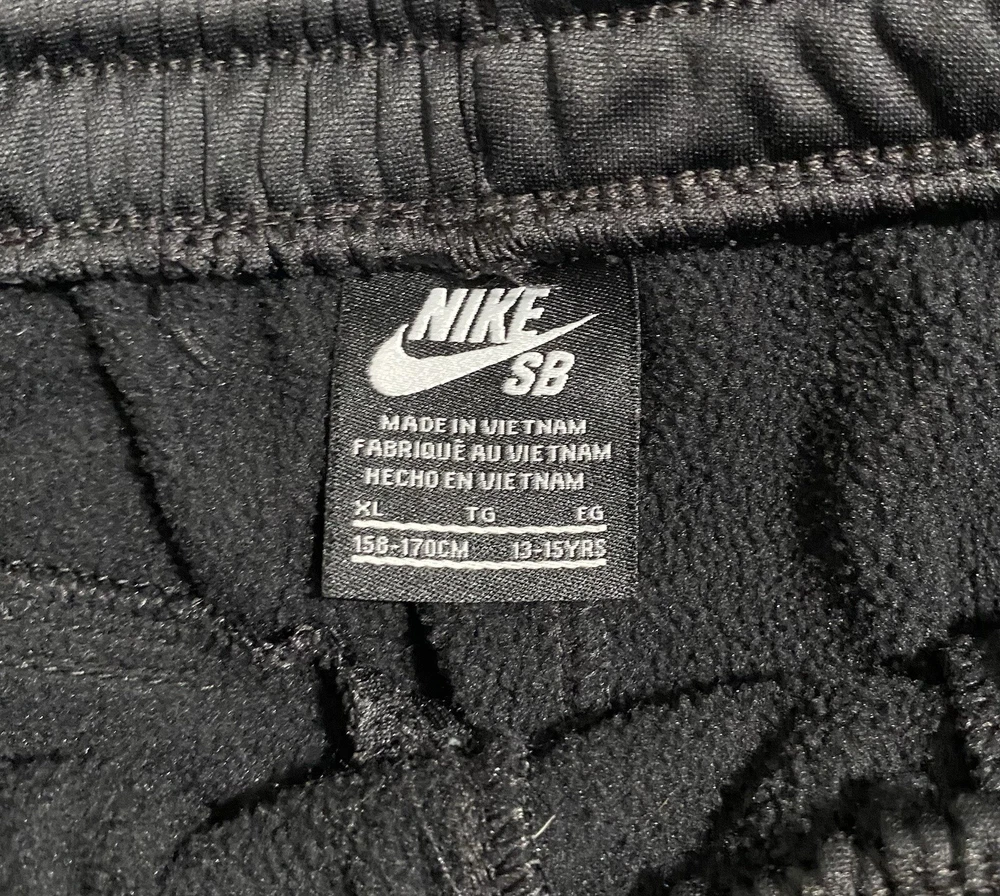 NIKE
SB
MADE IN VIETNAM
FABRIQUÉ AU VIETNAM
HECHO EN VIETNAM
XL TG EG
158-170CM 13-15YRS